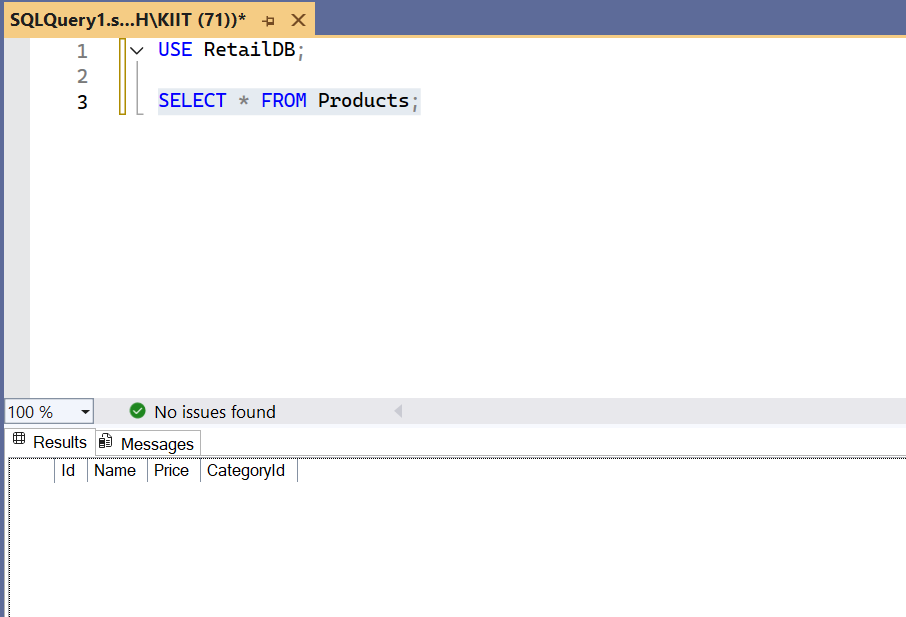 SQLQuery1.s...H\KIIT (71))*
1 USE RetailDB;
2
3 SELECT * FROM Products;
100 % No issues found
Results Messages
Id Name Price CategoryId